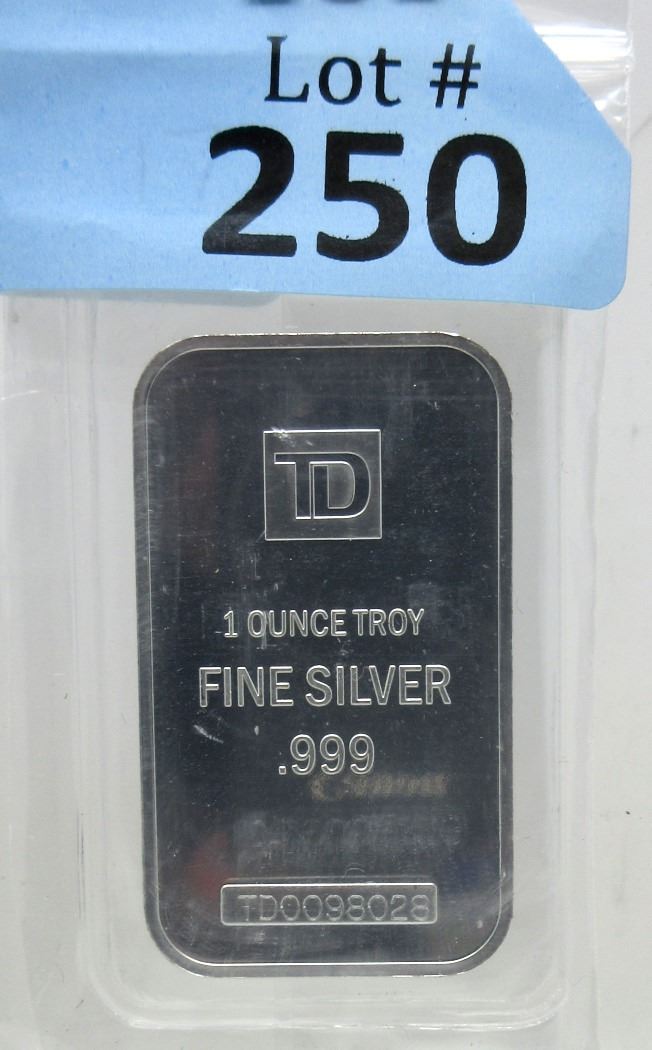 Lot #
250
TD
1 OUNCE TROY
FINE SILVER
.999
TD0098028